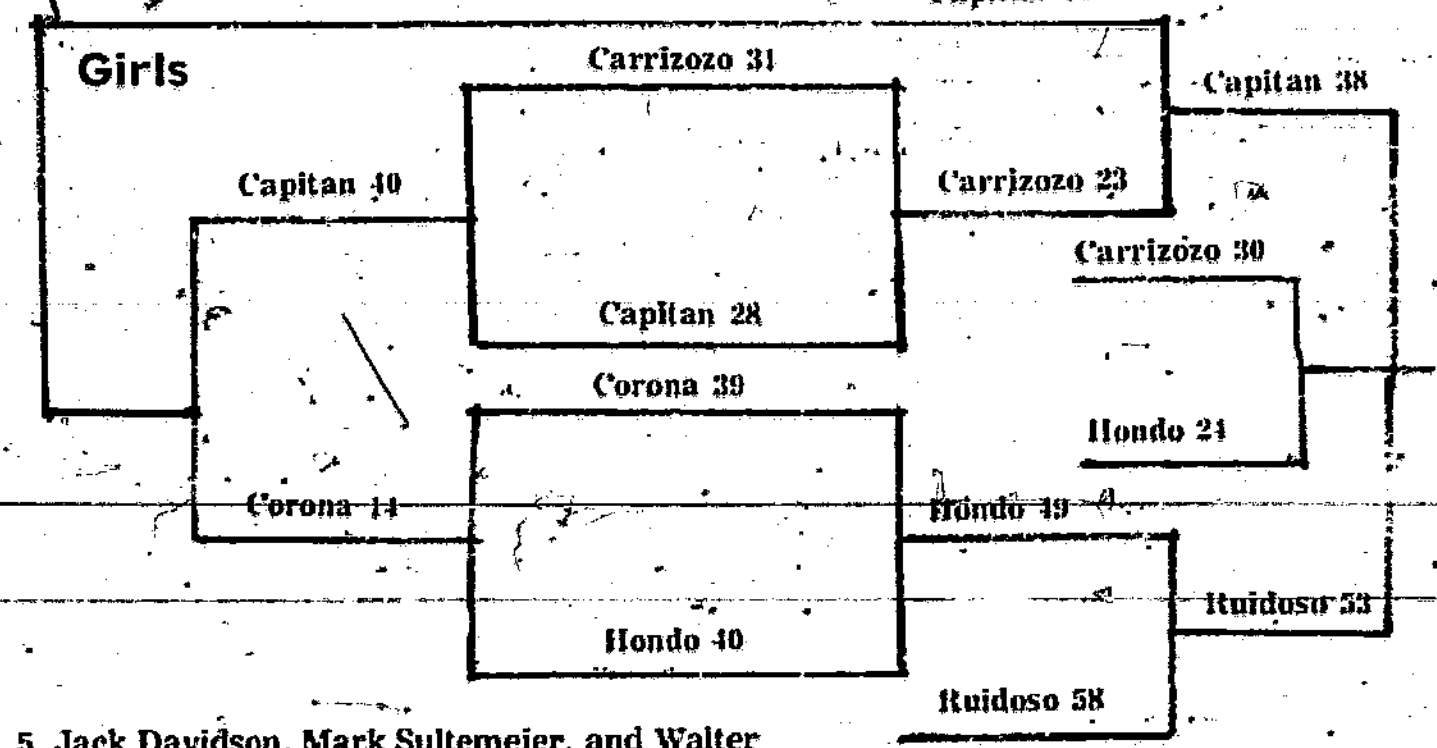 Girls
Carrizozo 31
Capitan 38
Capitan 40
Carrizozo 23
Carrizozo 30
Capitan 28
Corona 39
Hondo 24
Corona
Hondo 49
Ruidoso 53
Hondo 40
Ruidoso 58
5. Jack Davidson, Mark Sultemeier, and Walter